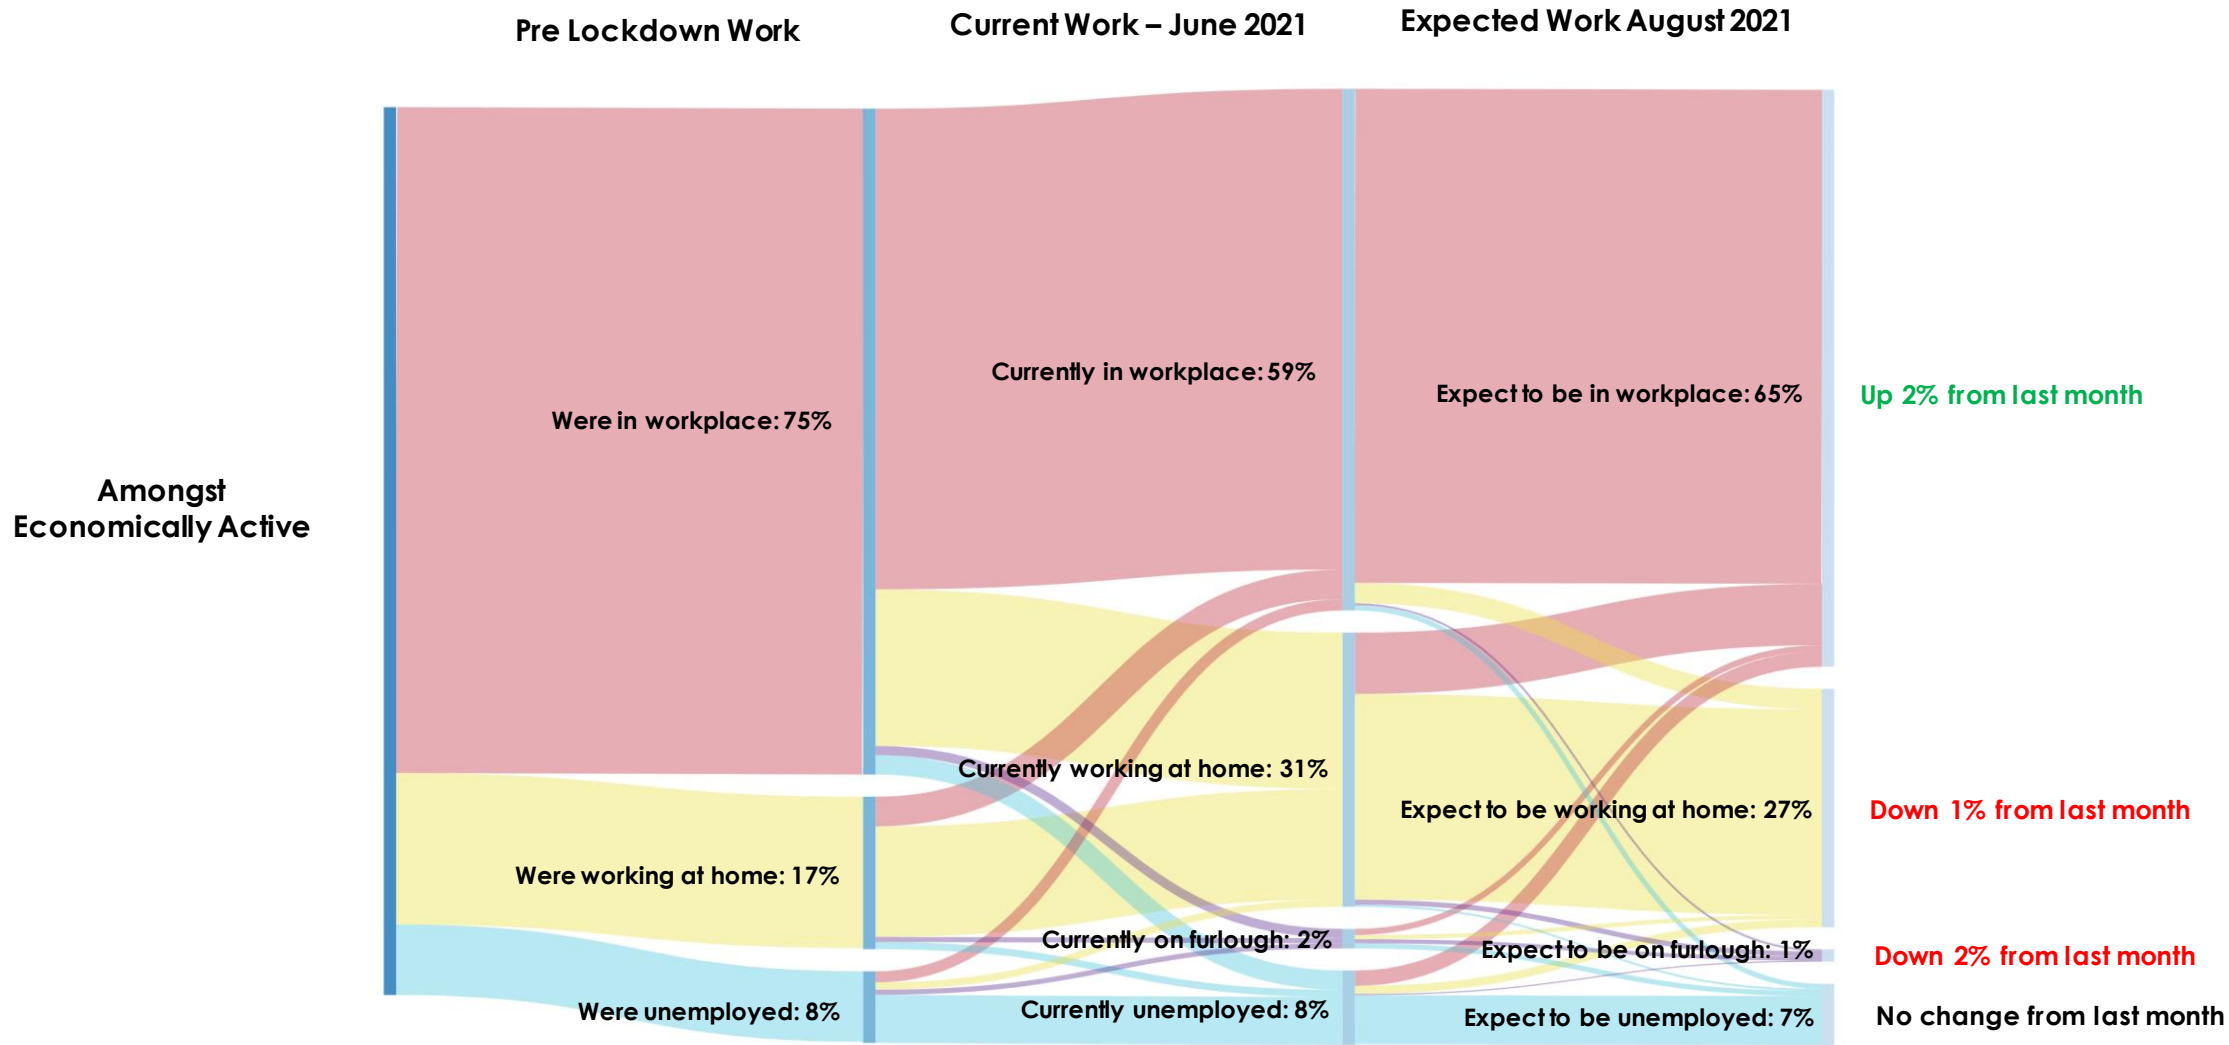 Pre Lockdown Work
Current Work – June 2021
Expected Work August 2021
Amongst
Economically Active
Were in workplace: 75%
Were working at home: 17%
Were unemployed: 8%
Currently in workplace: 59%
Currently working at home: 31%
Currently on furlough: 2%
Currently unemployed: 8%
Expect to be in workplace: 65%
Expect to be working at home: 27%
Expect to be on furlough: 1%
Expect to be unemployed: 7%
Up 2% from last month
Down 1% from last month
Down 2% from last month
No change from last month